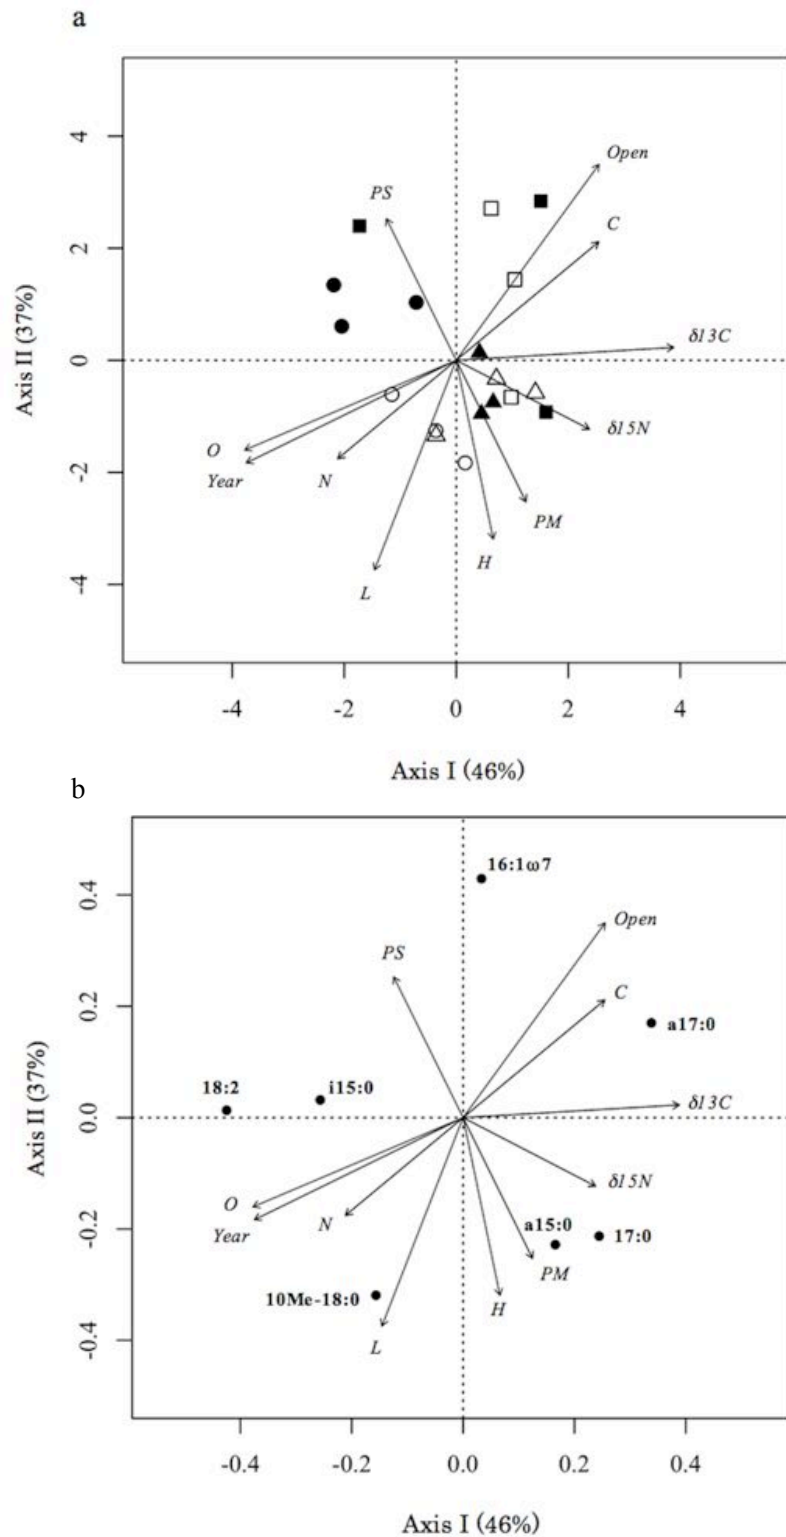 a
Open
PS
C
δ13C
δ15N
O
Year
N
PM
H
L
4
2
0
-2
-4
Axis II (37%)
-4
-2
0
2
4
Axis I (46%)
b
16:1ω7
Open
PS
C
a17:0
18:2
i15:0
δ13C
δ15N
O
Year
N
a15:0
17:0
PM
10Me-18:0
H
L
0.4
0.2
0.0
-0.2
-0.4
Axis II (37%)
-0.4
-0.2
0.0
0.2
0.4
Axis I (46%)